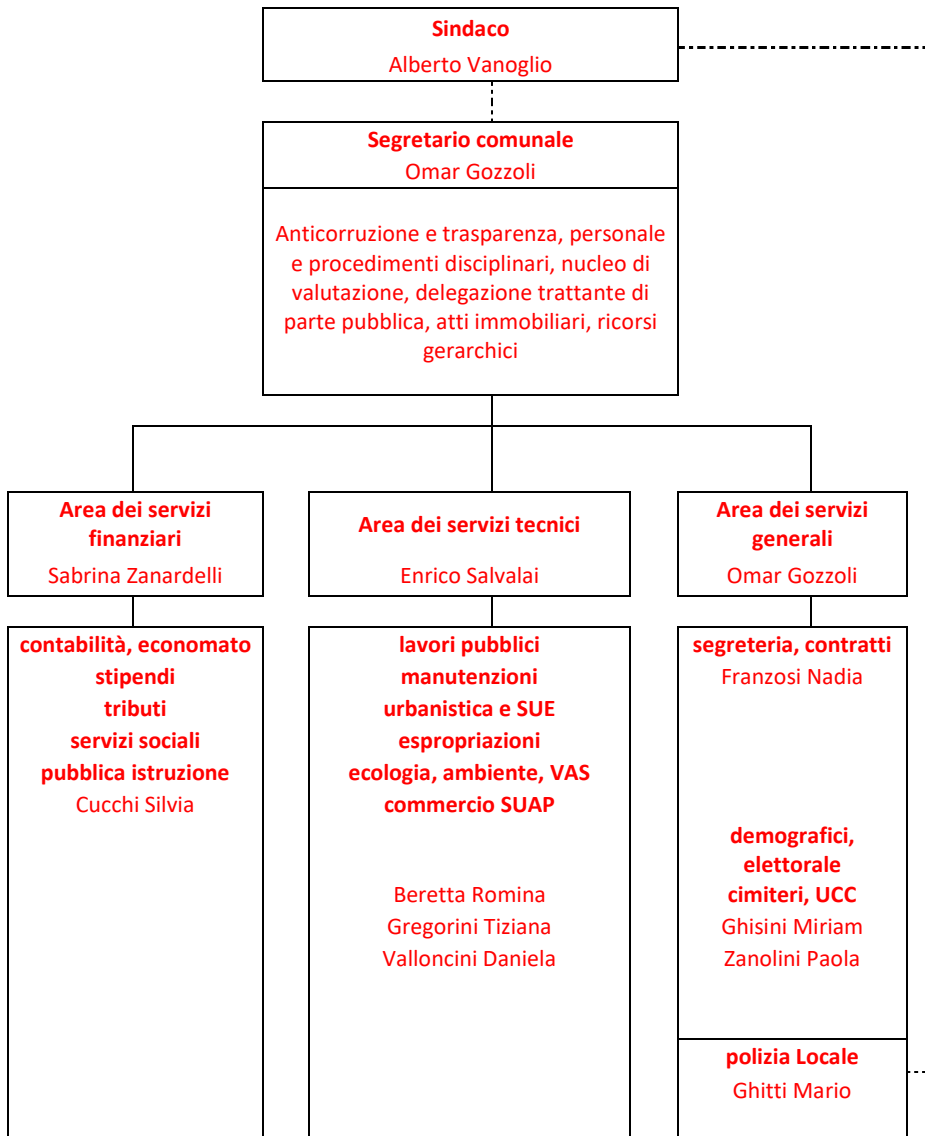 Sindaco
Alberto Vanoglio
Segretario comunale
Omar Gozzoli
Anticorruzione e trasparenza, personale
e procedimenti disciplinari, nucleo di
valutazione, delegazione trattante di
parte pubblica, atti immobiliari, ricorsi
gerarchici
Area dei servizi
finanziari
Sabrina Zanardelli
Area dei servizi tecnici
Enrico Salvalai
Area dei servizi
generali
Omar Gozzoli
contabilità, economato
stipendi
tributi
servizi sociali
pubblica istruzione
Cucchi Silvia
lavori pubblici
manutenzioni
urbanistica e SUE
espropriazioni
ecologia, ambiente, VAS
commercio SUAP
Beretta Romina
Gregorini Tiziana
Valloncini Daniela
segreteria, contratti
Franzosi Nadia
demografici,
elettorale
cimiteri, UCC
Ghisini Miriam
Zanolini Paola
polizia Locale
Ghitti Mario